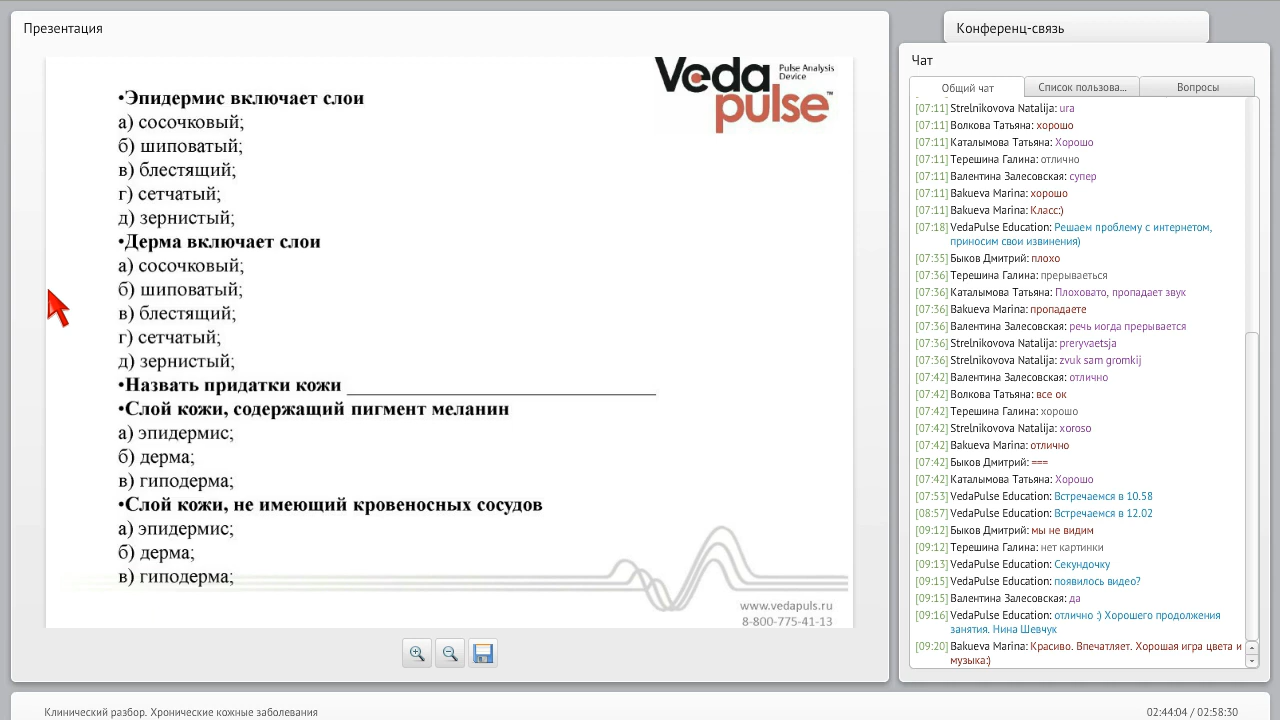 Презентация
Veda
pulse™
Pulse Analysis
Device
•Эпидермис включает слои
а) сосочковый;
б) шиповатый;
в) блестящий;
г) сетчатый;
д) зернистый;
•Дерма включает слои
а) сосочковый;
б) шиповатый;
в) блестящий;
г) сетчатый;
д) зернистый;
•Назвать придатки кожи ________________________________
•Слой кожи, содержащий пигмент меланин
а) эпидермис;
б) дерма;
в) гиподерма;
•Слой кожи, не имеющий кровеносных сосудов
а) эпидермис;
б) дерма;
в) гиподерма;
www.vedapuls.ru
8-800-775-41-13
Конференц-связь
Чат
Общий чат
Список пользова...
Вопросы
[07:11] Strelnikovova Natalija: ura
[07:11] Волкова Татьяна: хорошо
[07:11] Каталымова Татьяна: Хорошо
[07:11] Терешина Галина: отлично
[07:11] Валентина Залесовская: супер
[07:11] Bakueva Marina: хорошо
[07:11] Bakueva Marina: Класс:)
[07:18] VedaPulse Education: Решаем проблему с интернетом,
приносим свои извинения)
[07:35] Быков Дмитрий: плохо
[07:36] Терешина Галина: прерываеться
[07:36] Каталымова Татьяна: Плоховато, пропадает звук
[07:36] Bakueva Marina: пропадаете
[07:36] Валентина Залесовская: речь иогда прерывается
[07:36] Strelnikovova Natalija: preryvaetsja
[07:36] Strelnikovova Natalija: zvuk sam gromkij
[07:42] Валентина Залесовская: отлично
[07:42] Волкова Татьяна: все ок
[07:42] Терешина Галина: хорошо
[07:42] Strelnikovova Natalija: xoroso
[07:42] Bakueva Marina: отлично
[07:42] Быков Дмитрий: ===
[07:42] Каталымова Татьяна: Хорошо
[07:53] VedaPulse Education: Встречаемся в 10.58
[08:57] VedaPulse Education: Встречаемся в 12.02
[09:12] Быков Дмитрий: мы не видим
[09:12] Терешина Галина: нет картинки
[09:13] VedaPulse Education: Секундочку
[09:15] VedaPulse Education: появилось видео?
[09:15] Валентина Залесовская: да
[09:16] VedaPulse Education: отлично :) Хорошего продолжения
занятия. Нина Шевчук
[09:20] Bakueva Marina: Красиво. Впечатляет. Хорошая игра цвета и
музыка:)
Клинический разбор. Хронические кожные заболевания
02:44:04 / 02:58:30